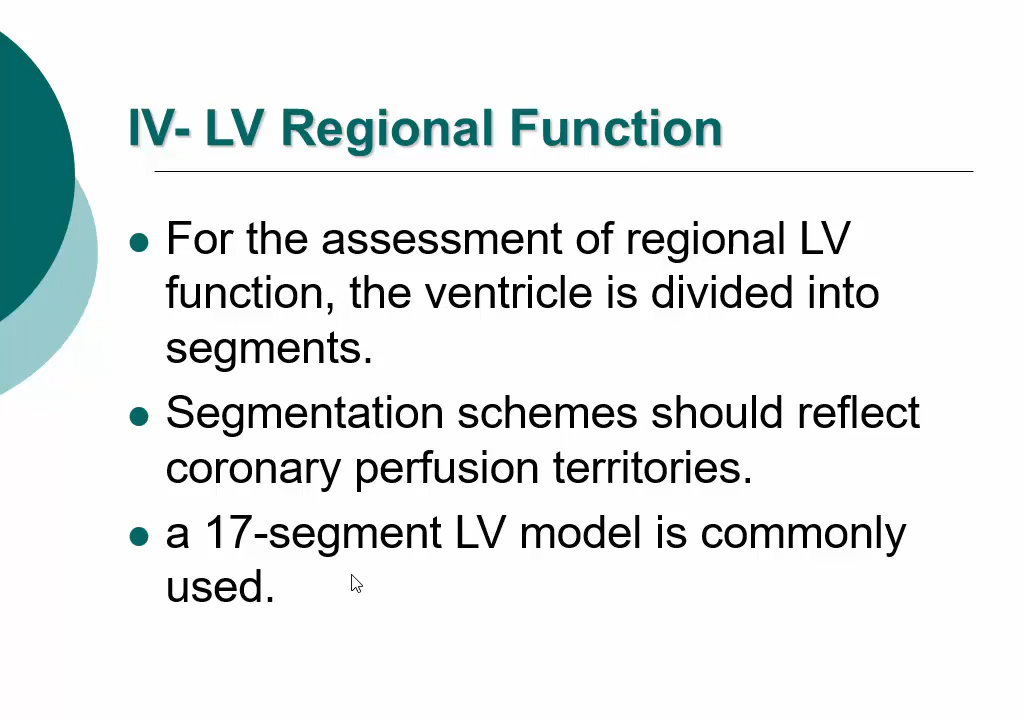 IV- LV Regional Function
● For the assessment of regional LV
function, the ventricle is divided into
segments.
● Segmentation schemes should reflect
coronary perfusion territories.
● a 17-segment LV model is commonly
used.